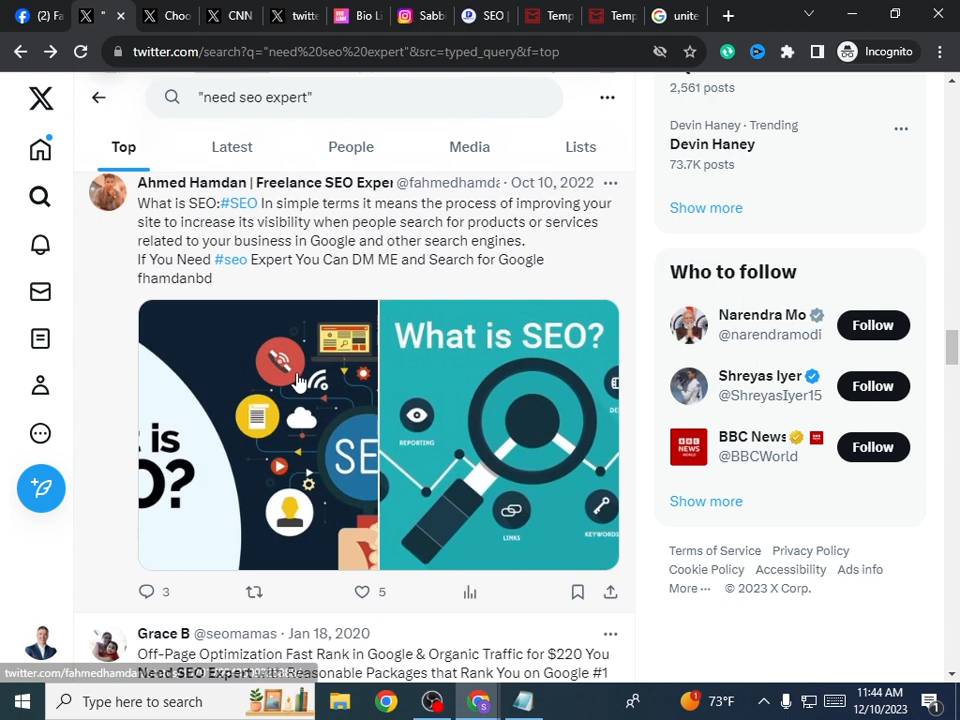 (2) Fa
"
Choo
CNN
twitte
Bio Li
Sabb
SEO |
Temp
Temp
unite
twitter.com/search?q="need%20seo%20expert"&src=typed_query&f=top
Incognito
"need seo expert"
Top
Latest
People
Media
Lists
Ahmed Hamdan | Freelance SEO Exper @fahmedhamda · Oct 10, 2022
What is SEO:#SEO In simple terms it means the process of improving your
site to increase its visibility when people search for products or services
related to your business in Google and other search engines.
If You Need #seo Expert You Can DM ME and Search for Google
fhamdanbd
t is
O?
SE
What is SEO?
REPORTING
LINKS
KEYWORDS
3
5
Grace B @seomamas · Jan 18, 2020
Off-Page Optimization Fast Rank in Google & Organic Traffic for $220 You
Need SEO Expert with Reasonable Packages that Rank You on Google #1
2,561 posts
Devin Haney · Trending
Devin Haney
73.7K posts
Show more
Who to follow
Narendra Mo
@narendramodi
Follow
Shreyas Iyer
@ShreyasIyer15
Follow
BBC News
@BBCWorld
BBC
NEWS
WORLD
Follow
Show more
Terms of Service Privacy Policy
Cookie Policy Accessibility Ads info
More ··· © 2023 X Corp.
Type here to search
73°F
11:44 AM
12/10/2023
1